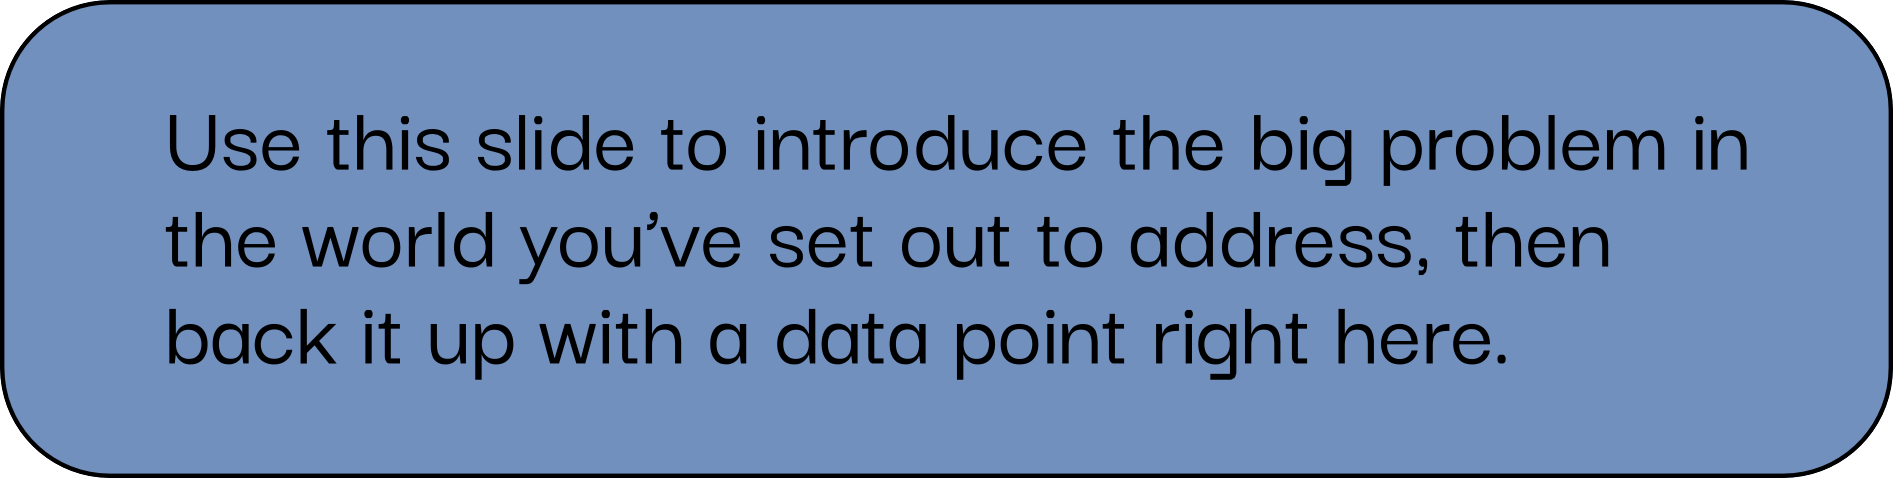 Use this slide to introduce the big problem in
the world you’ve set out to address, then
back it up with a data point right here.